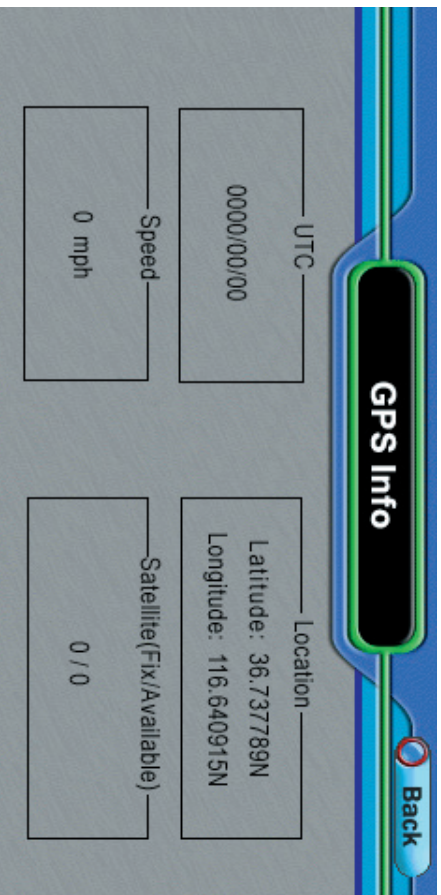 GPS Info
Back
UTC
0000/00/00
Location
Latitude: 36.737789N
Longitude: 116.640915N
Speed
0 mph
Satellite(Fix/Available)
0 / 0